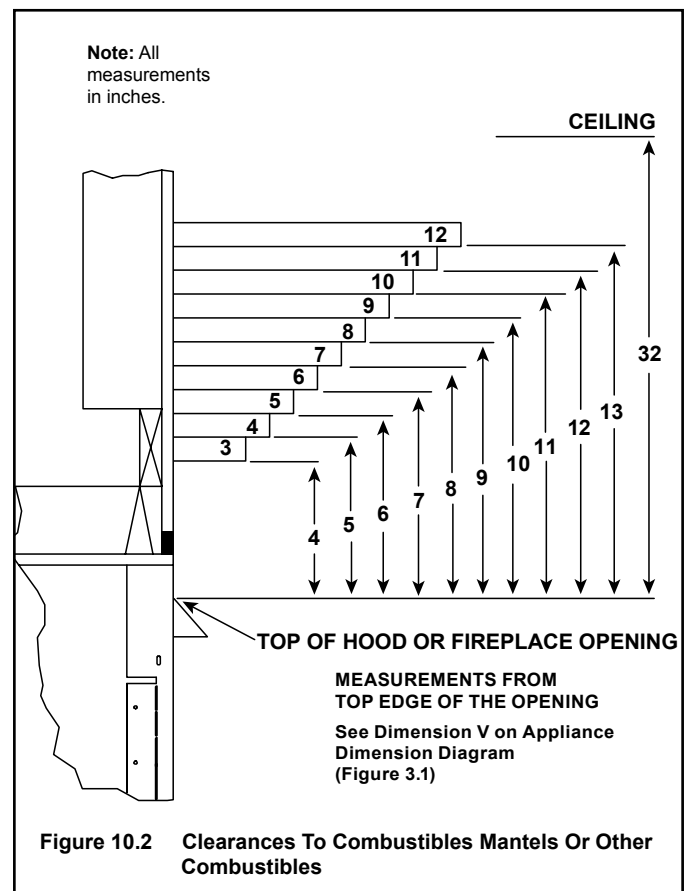 Note: All
measurements
in inches.
CEILING
12
11
10
9
8
7
6
5
4
3
4
5
6
7
8
9
10
11
12
13
32
TOP OF HOOD OR FIREPLACE OPENING
MEASUREMENTS FROM
TOP EDGE OF THE OPENING
See Dimension V on Appliance
Dimension Diagram
(Figure 3.1)
Figure 10.2 Clearances To Combustibles Mantels Or Other
Combustibles